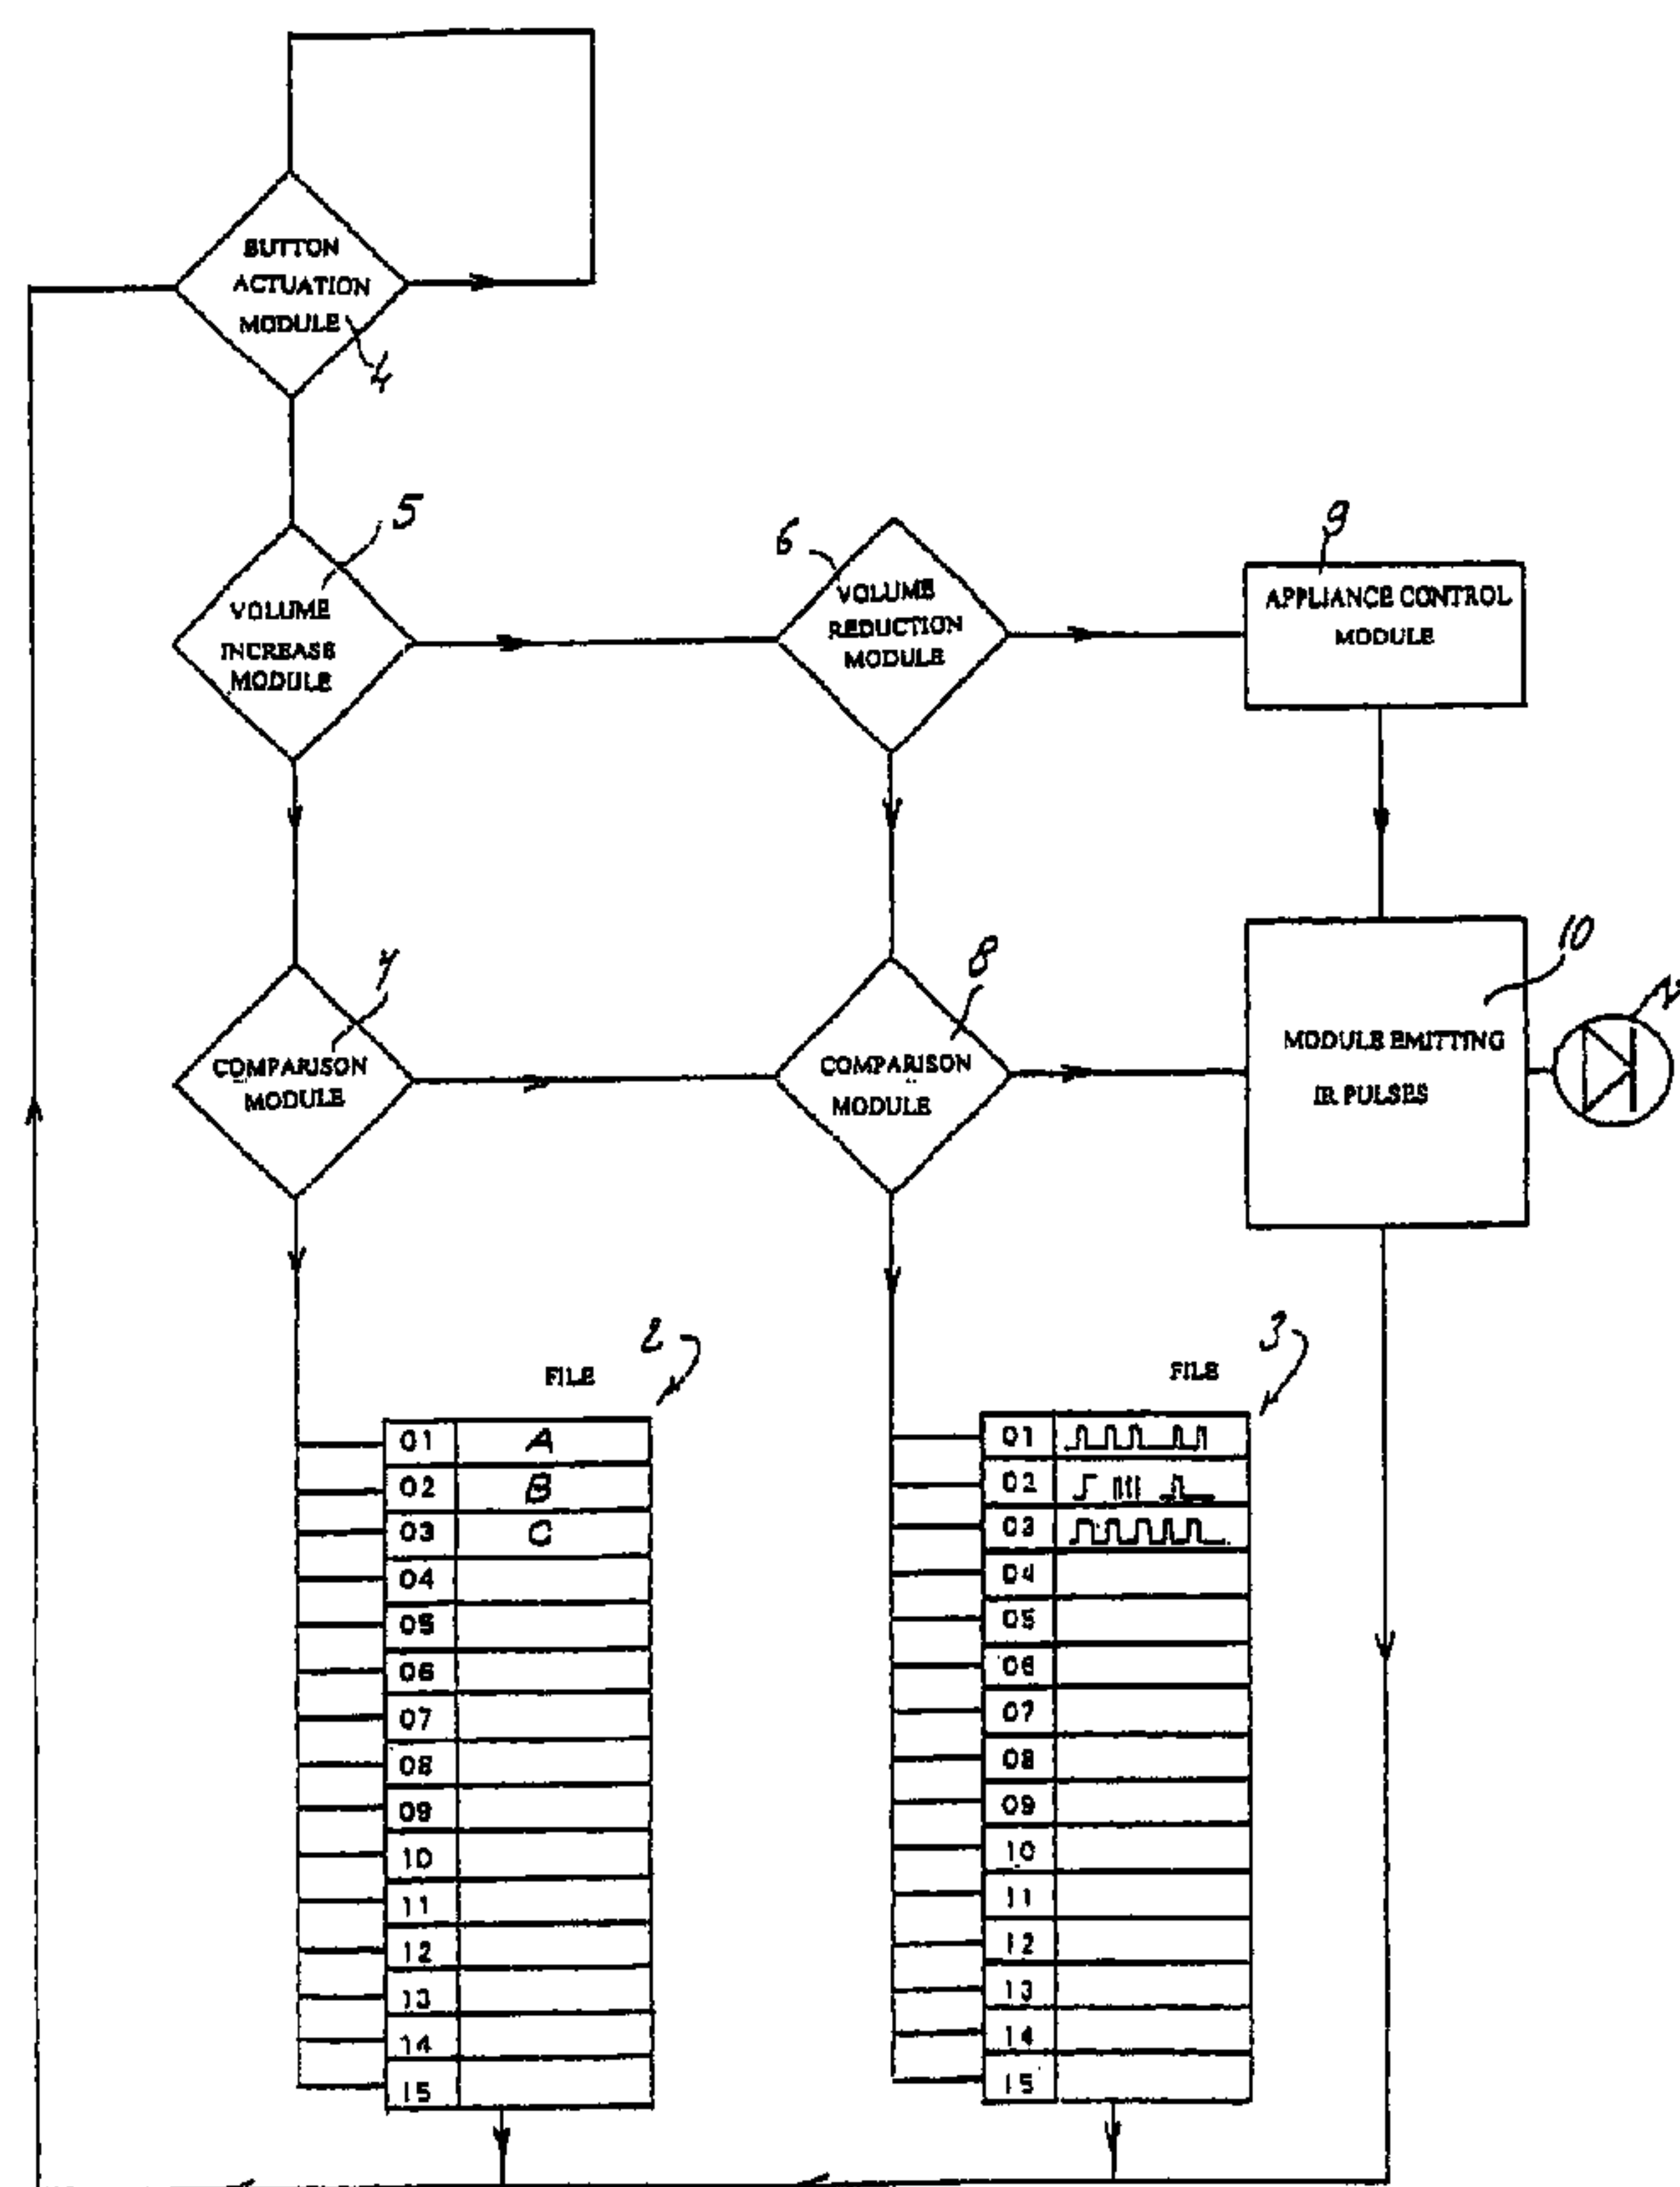 BUTTON
ACTUATION
MODULE
4
5
VOLUME
INCREASE
MODULE
6
VOLUME
REDUCTION
MODULE
9
APPLIANCE CONTROL
MODULE
7
COMPARISON
MODULE
8
COMPARISON
MODULE
10
MODULE EMITTING
IR PULSES
FILE
2
01 A
02 B
03 C
04
05
06
07
08
09
10
11
12
13
14
15
FILE
3
01
02
03
04
05
06
07
08
09
10
11
12
13
14
15